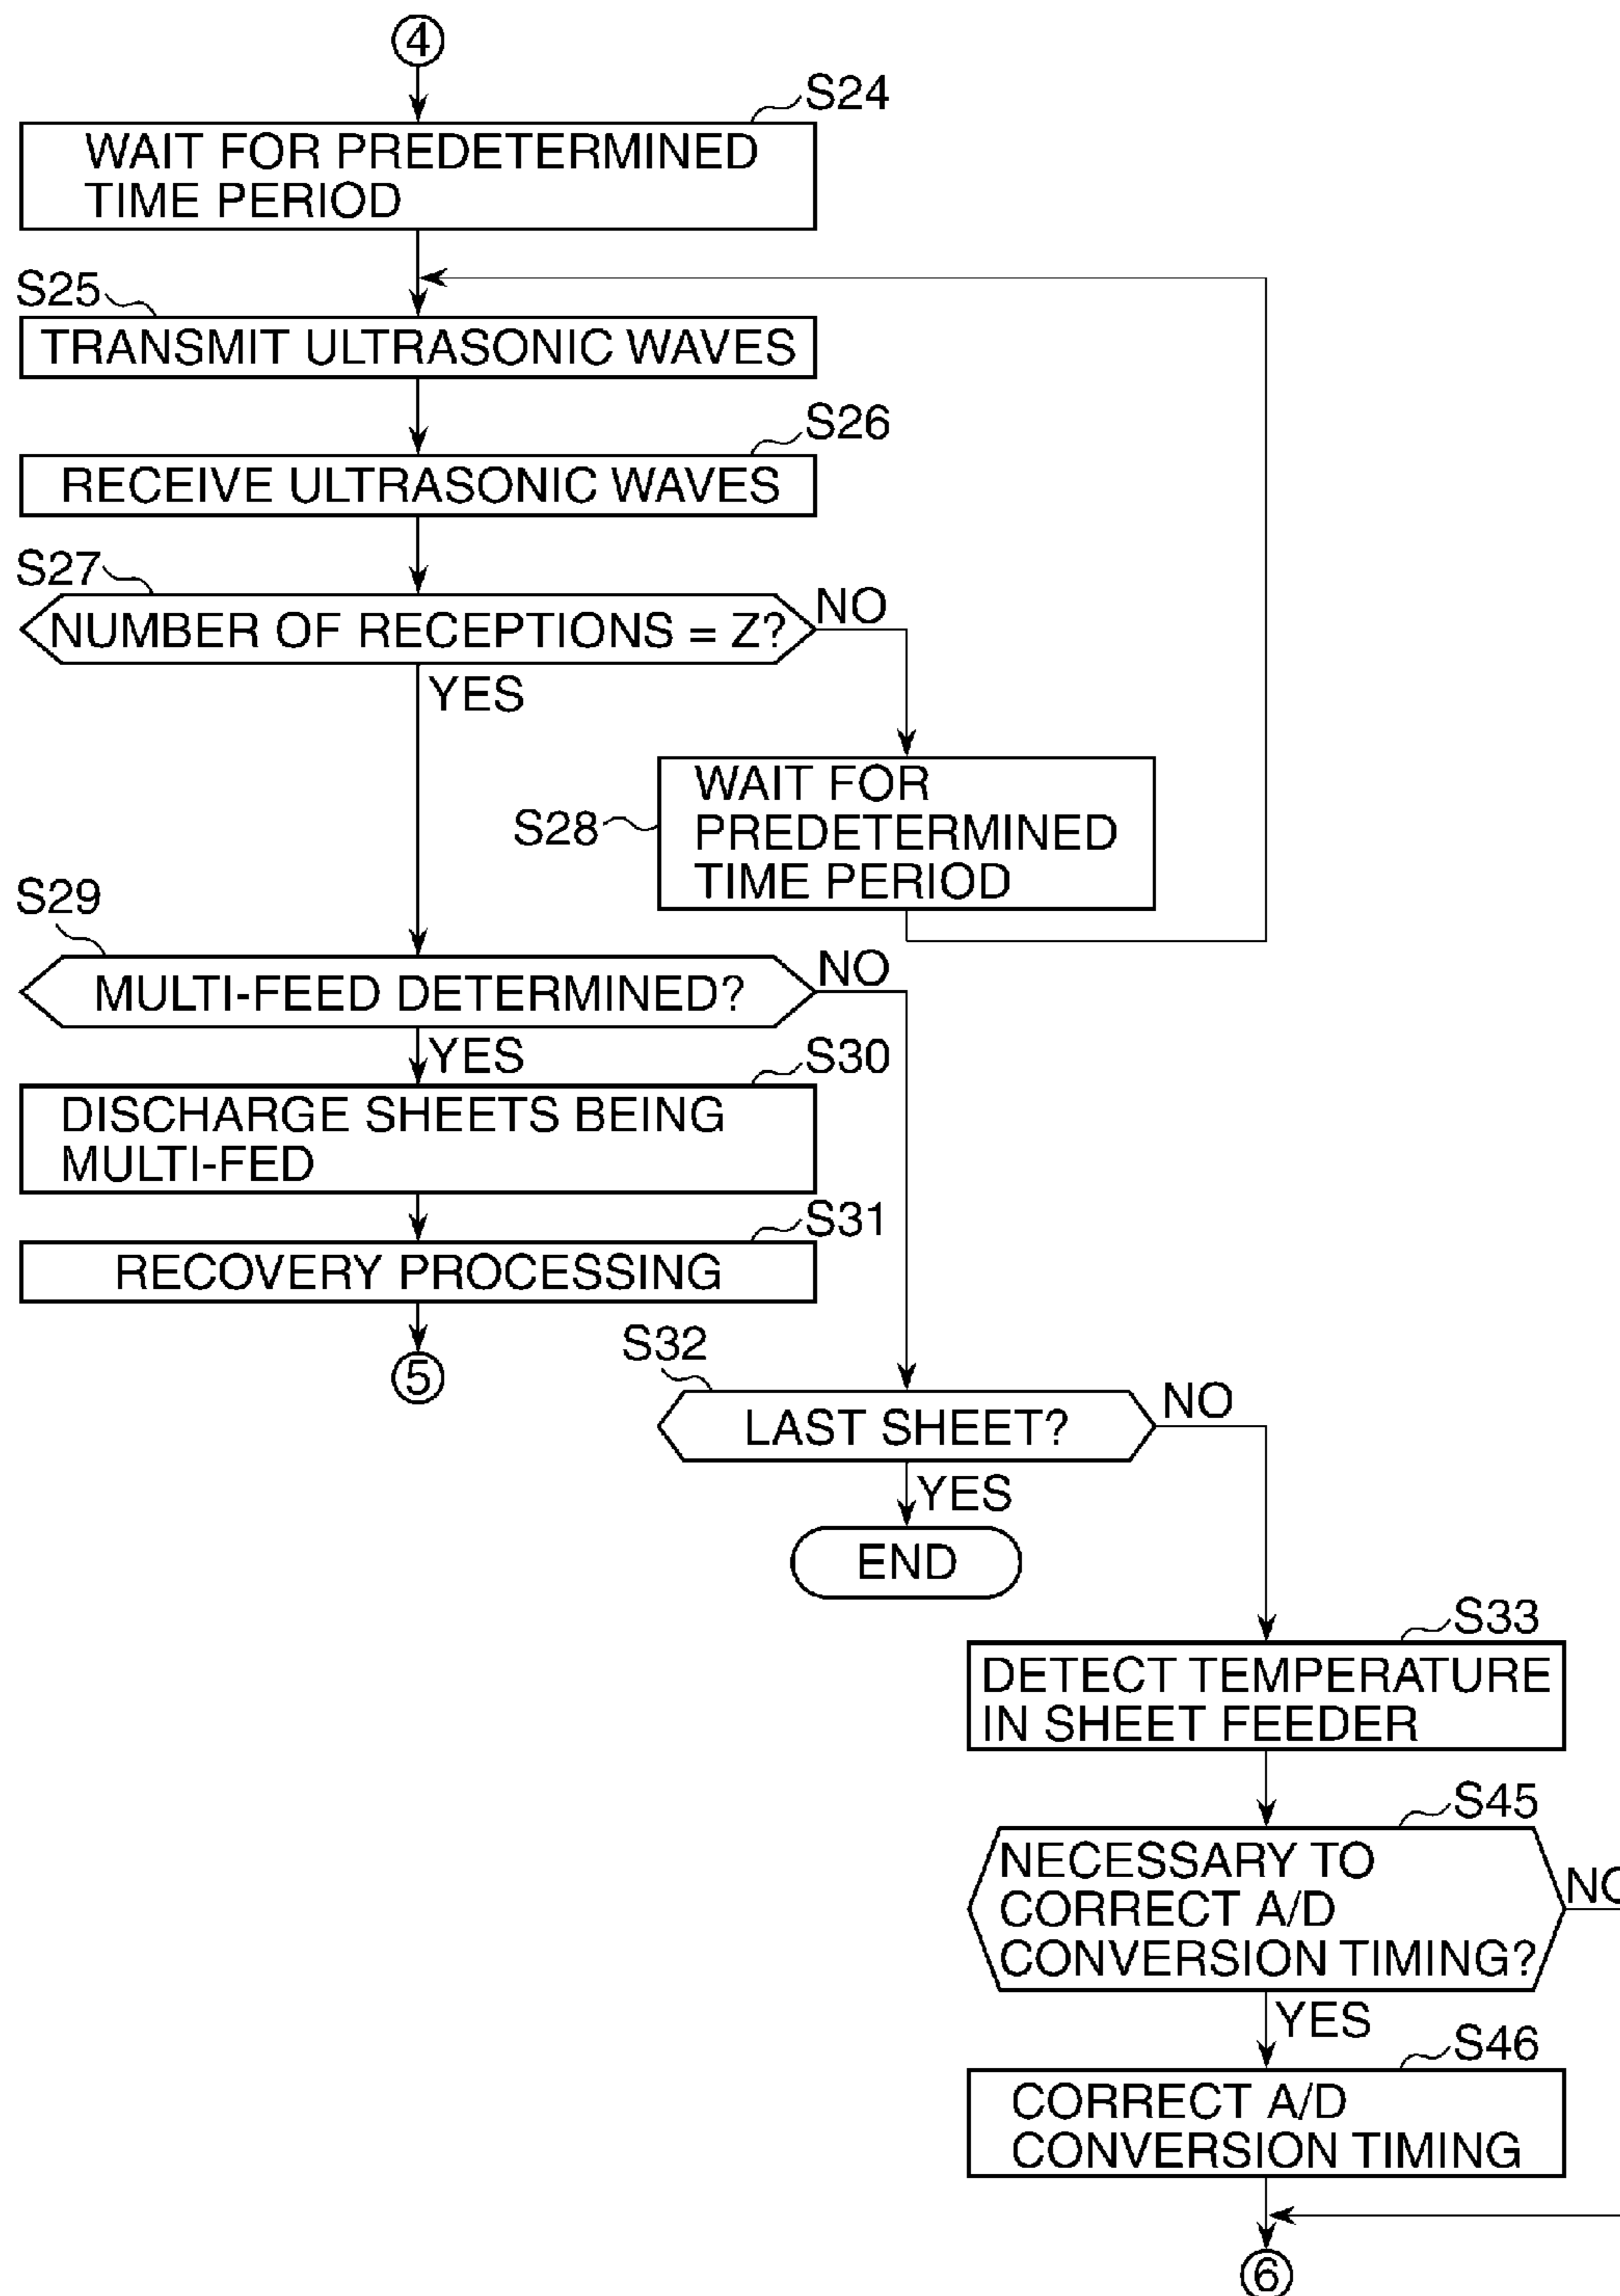 4
S24
WAIT FOR PREDETERMINED
TIME PERIOD
S25
TRANSMIT ULTRASONIC WAVES
S26
RECEIVE ULTRASONIC WAVES
S27
NUMBER OF RECEPTIONS = Z?
NO
YES
S28
WAIT FOR
PREDETERMINED
TIME PERIOD
S29
MULTI-FEED DETERMINED?
NO
YES
S30
DISCHARGE SHEETS BEING
MULTI-FED
S31
RECOVERY PROCESSING
5
S32
LAST SHEET?
NO
YES
END
S33
DETECT TEMPERATURE
IN SHEET FEEDER
S45
NECESSARY TO
CORRECT A/D
CONVERSION TIMING?
NO
YES
S46
CORRECT A/D
CONVERSION TIMING
6